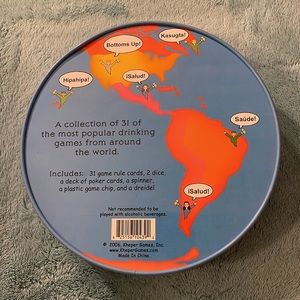 Kasugta!
Bottoms Up!
Hipahipa!
¡Salud!
¡Salud!
Saúde!
A collection of 31 of
the most popular drinking
games from around
the world.
Includes: 31 game rule cards, 2 dice,
a deck of poker cards, a spinner,
a plastic game chip, and a dreidel
¡Salud!
Not recommended to be
played with alcoholic beverages.
© 2006, Kheper Games, Inc.
www.KheperGames.com
Made In China.